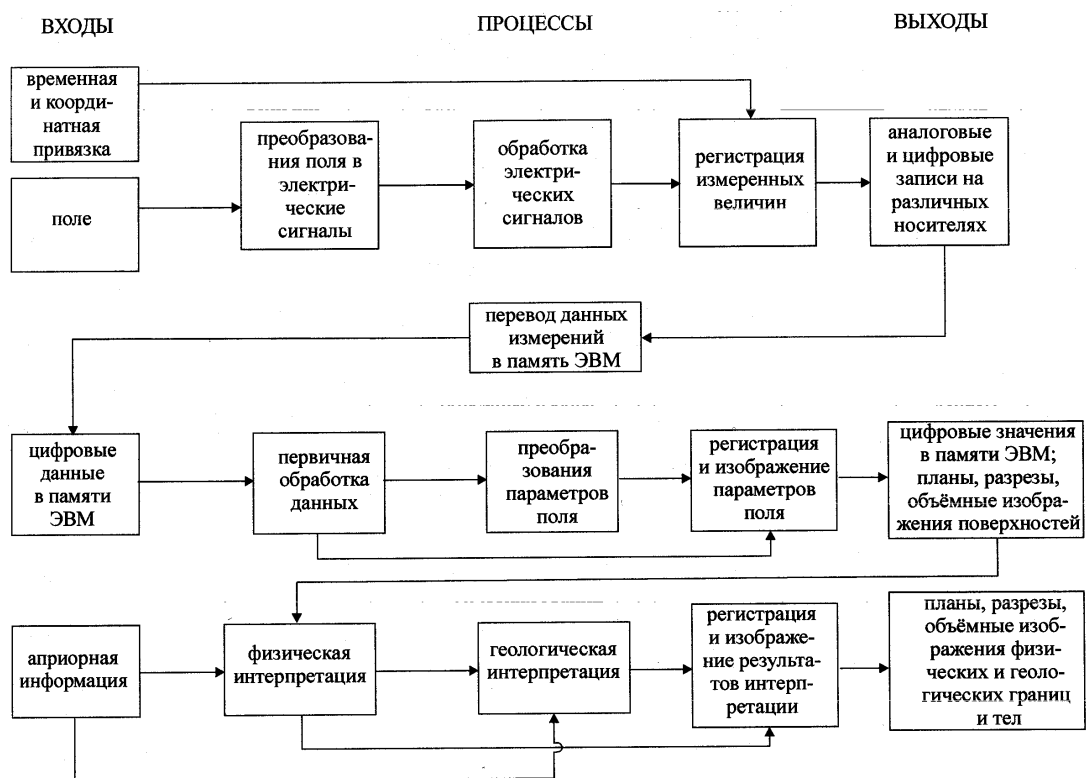 ВХОДЫ
ПРОЦЕССЫ
ВЫХОДЫ
временная
и коорди-
натная
привязка
поле
преобразова-
ния поля в
электри-
ческие
сигналы
обработка
электри-
ческих
сигналов
регистрация
измеренных
величин
аналоговые
и цифровые
записи на
различных
носителях
перевод данных
измерений
в память ЭВМ
цифровые
данные
в памяти
ЭВМ
первичная
обработка
данных
преобра-
зования
параметров
поля
регистрация
и изображение
параметров
поля
цифровые значения
в памяти ЭВМ;
планы, разрезы,
объёмные изобра-
жения поверхностей
априорная
информация
физическая
интерпретация
геологическая
интерпретация
регистрация
и изображе-
ние результа-
тов интерп-
ретации
планы, разрезы,
объёмные изоб-
ражения физи-
ческих и геоло-
гических границ
и тел